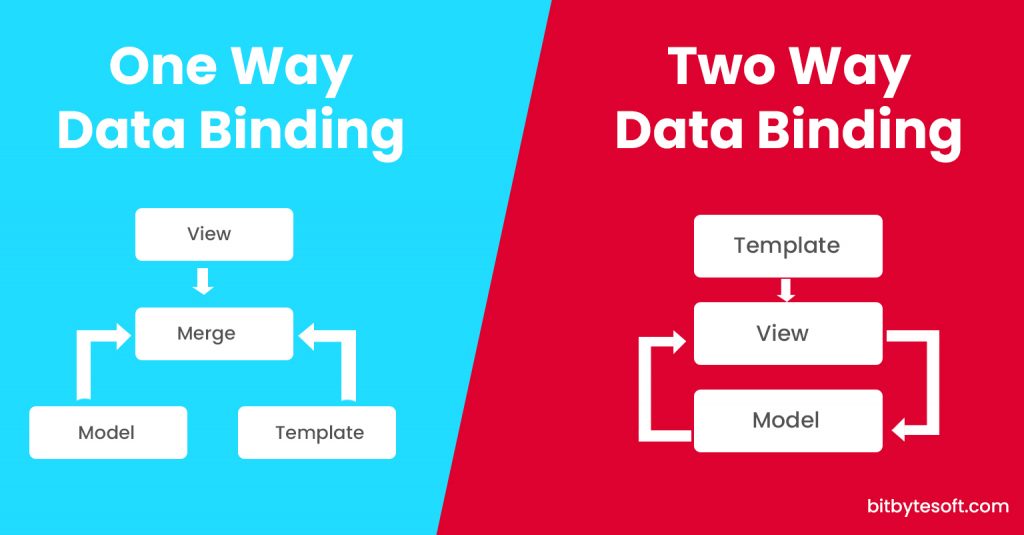 One Way
Data Binding
View
Merge
Model
Template
Two Way
Data Binding
Template
View
Model
bitbytesoft.com